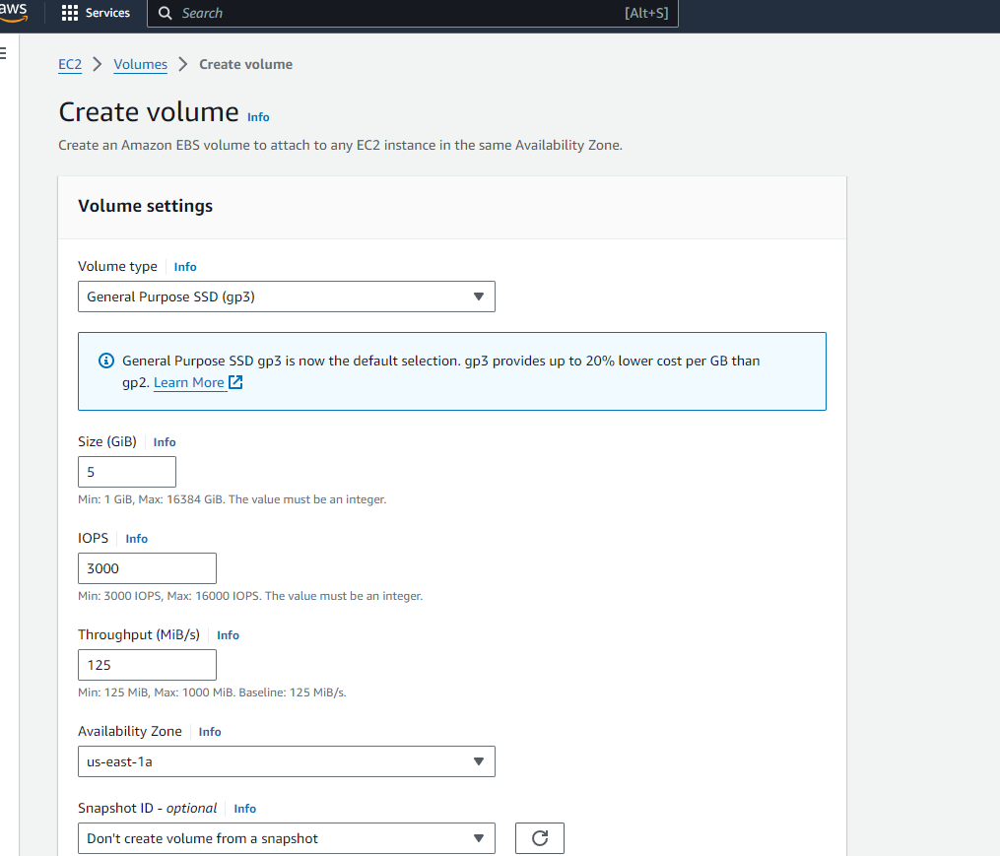 aws
Services
Search
[Alt+S]
EC2 > Volumes > Create volume
Create volume Info
Create an Amazon EBS volume to attach to any EC2 instance in the same Availability Zone.
Volume settings
Volume type Info
General Purpose SSD (gp3)
General Purpose SSD gp3 is now the default selection. gp3 provides up to 20% lower cost per GB than
gp2. Learn More
Size (GiB) Info
5
Min: 1 GiB, Max: 16384 GiB. The value must be an integer.
IOPS Info
3000
Min: 3000 IOPS, Max: 16000 IOPS. The value must be an integer.
Throughput (MiB/s) Info
125
Min: 125 MiB, Max: 1000 MiB. Baseline: 125 MiB/s.
Availability Zone Info
us-east-1a
Snapshot ID - optional Info
Don't create volume from a snapshot